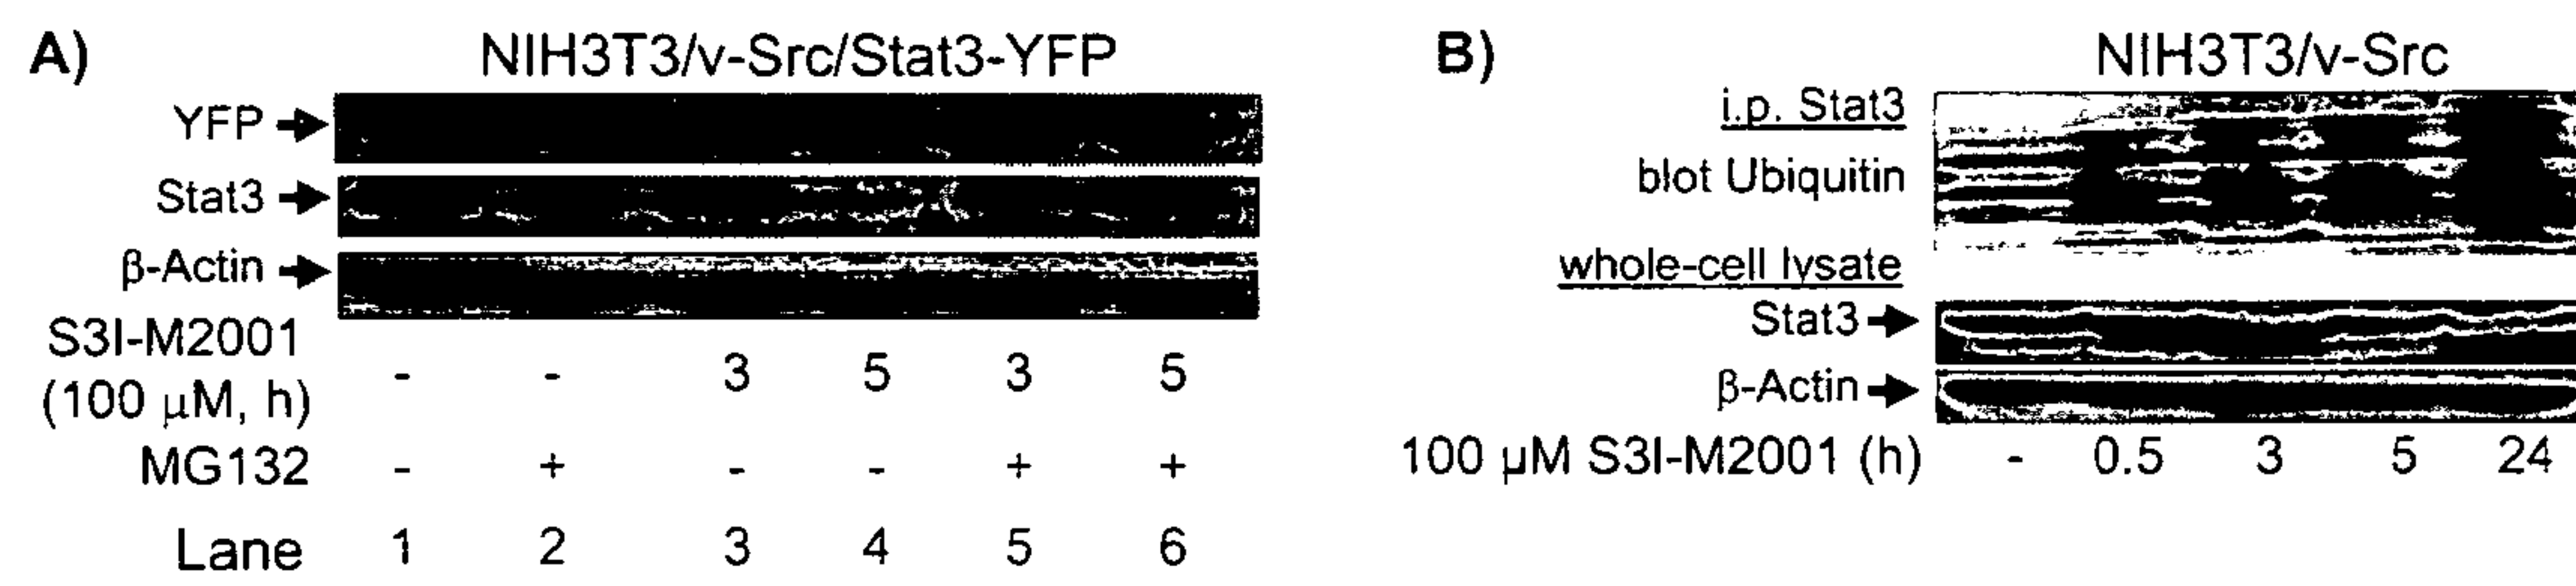 A)
NIH3T3/v-Src/Stat3-YFP
YFP
Stat3
β-Actin
S3I-M2001 - - 3 5 3 5
(100 µM, h)
MG132 - + - - + +
Lane 1 2 3 4 5 6
B)
NIH3T3/v-Src
i.p. Stat3
blot Ubiquitin
whole-cell lysate
Stat3
β-Actin
100 µM S3I-M2001 (h) - 0.5 3 5 24